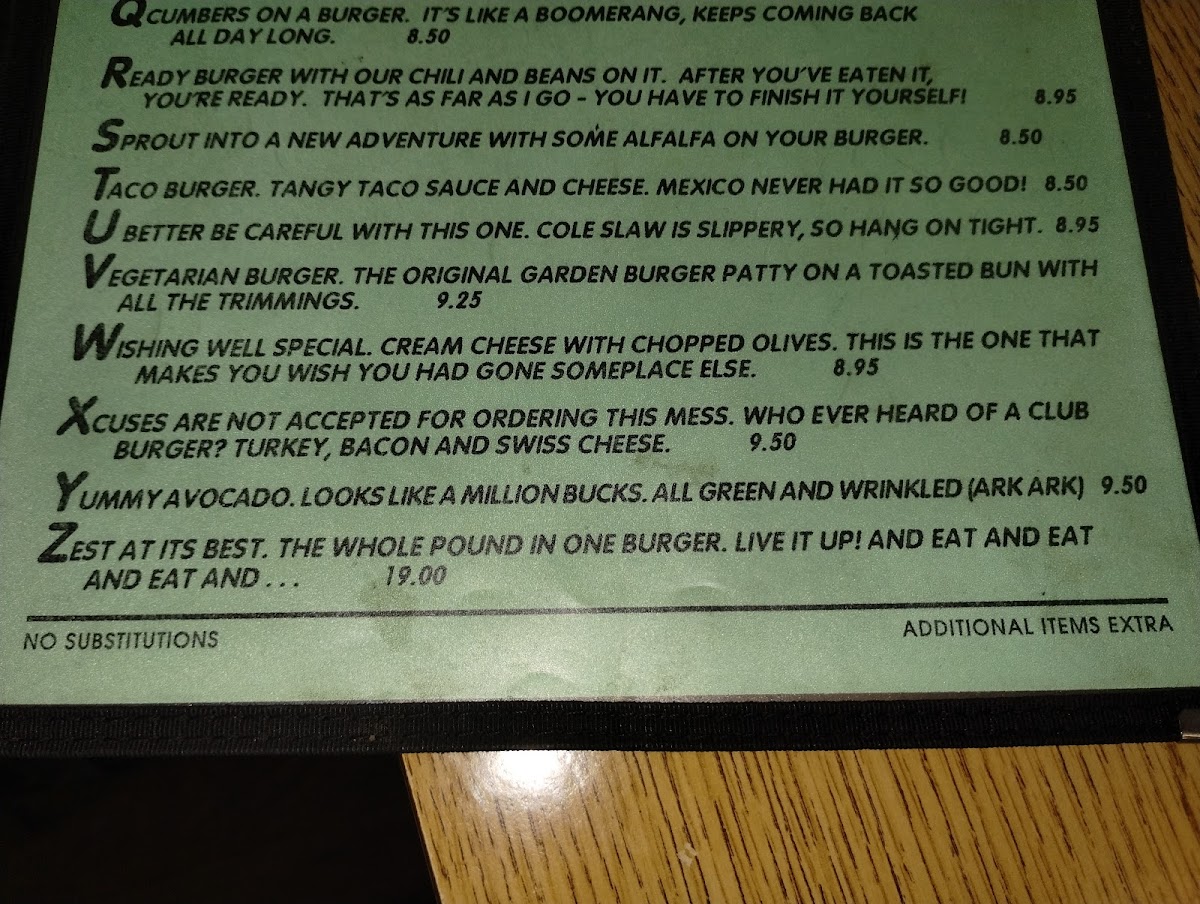 QCUMBERS ON A BURGER. IT'S LIKE A BOOMERANG, KEEPS COMING BACK
ALL DAY LONG. 8.50
READY BURGER WITH OUR CHILI AND BEANS ON IT. AFTER YOU'VE EATEN IT,
YOU'RE READY. THAT'S AS FAR AS I GO - YOU HAVE TO FINISH IT YOURSELF! 8.95
SPROUT INTO A NEW ADVENTURE WITH SOME ALFALFA ON YOUR BURGER. 8.50
TACO BURGER. TANGY TACO SAUCE AND CHEESE. MEXICO NEVER HAD IT SO GOOD! 8.50
U BETTER BE CAREFUL WITH THIS ONE. COLE SLAW IS SLIPPERY, SO HANG ON TIGHT. 8.95
VEGETARIAN BURGER. THE ORIGINAL GARDEN BURGER PATTY ON A TOASTED BUN WITH
ALL THE TRIMMINGS. 9.25
WISHING WELL SPECIAL. CREAM CHEESE WITH CHOPPED OLIVES. THIS IS THE ONE THAT
MAKES YOU WISH YOU HAD GONE SOMEPLACE ELSE. 8.95
XCUSES ARE NOT ACCEPTED FOR ORDERING THIS MESS. WHO EVER HEARD OF A CLUB
BURGER? TURKEY, BACON AND SWISS CHEESE. 9.50
YUMMY AVOCADO. LOOKS LIKE A MILLION BUCKS. ALL GREEN AND WRINKLED (ARK ARK) 9.50
ZEST AT ITS BEST. THE WHOLE POUND IN ONE BURGER. LIVE IT UP! AND EAT AND EAT
AND EAT AND . . . 19.00
NO SUBSTITUTIONS ADDITIONAL ITEMS EXTRA